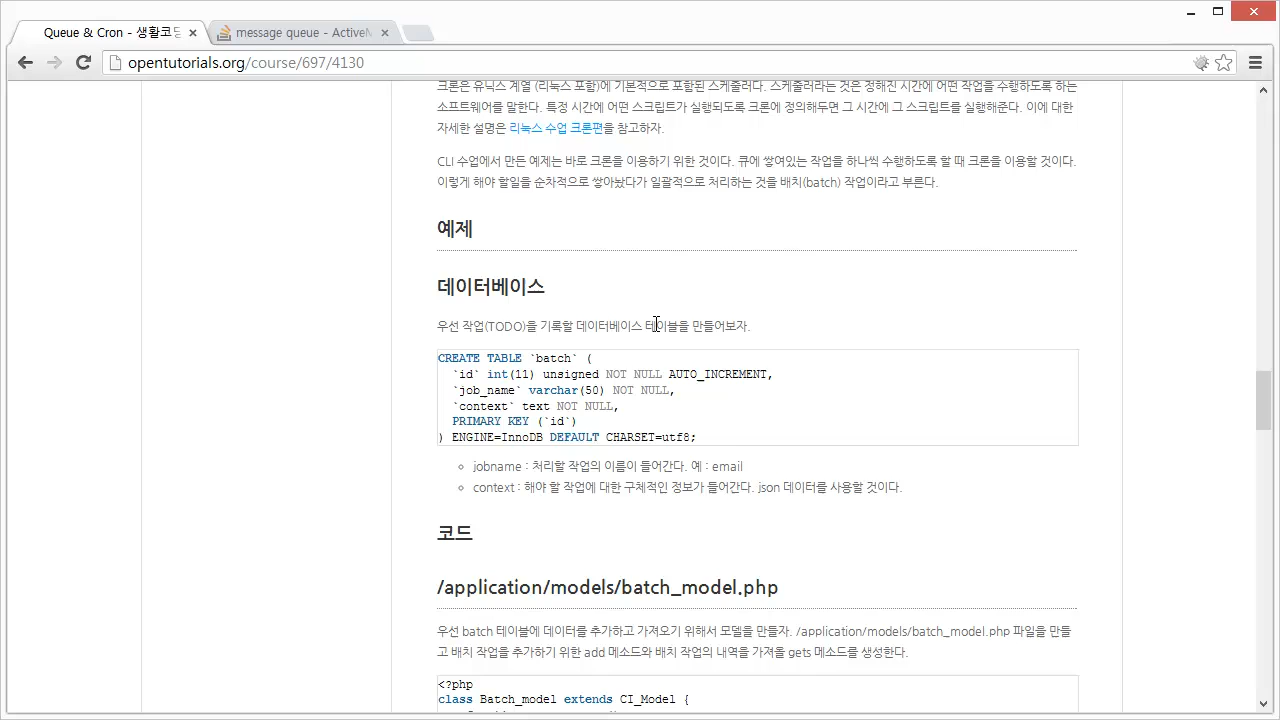 Queue & Cron - 생활코딩
message queue - ActiveM
opentutorials.org/course/697/4130
크론은 유닉스 계열 (리눅스 포함)에 기본적으로 포함된 스케줄러다. 스케줄러라는 것은 정해진 시간에 어떤 작업을 수행하도록 하는
소프트웨어를 말한다. 특정 시간에 어떤 스크립트가 실행되도록 크론에 정의해두면 그 시간에 그 스크립트를 실행해준다. 이에 대한
자세한 설명은 리눅스 수업 크론편을 참고하자.
CLI 수업에서 만든 예제는 바로 크론을 이용하기 위한 것이다. 큐에 쌓여있는 작업을 하나씩 수행하도록 할 때 크론을 이용할 것이다.
이렇게 해야 할일을 순차적으로 쌓아놨다가 일괄적으로 처리하는 것을 배치(batch) 작업이라고 부른다.
예제
데이터베이스
우선 작업(TODO)을 기록할 데이터베이스 테이블을 만들어보자.
CREATE TABLE `batch` (
`id` int(11) unsigned NOT NULL AUTO_INCREMENT,
`job_name` varchar(50) NOT NULL,
`context` text NOT NULL,
PRIMARY KEY (`id`)
) ENGINE=InnoDB DEFAULT CHARSET=utf8;
jobname : 처리할 작업의 이름이 들어간다. 예 : email
context : 해야 할 작업에 대한 구체적인 정보가 들어간다. json 데이터를 사용할 것이다.
코드
/application/models/batch_model.php
우선 batch 테이블에 데이터를 추가하고 가져오기 위해서 모델을 만들자. /application/models/batch_model.php 파일을 만들
고 배치 작업을 추가하기 위한 add 메소드와 배치 작업의 내역을 가져올 gets 메소드를 생성한다.
<?php
class Batch_model extends CI_Model {